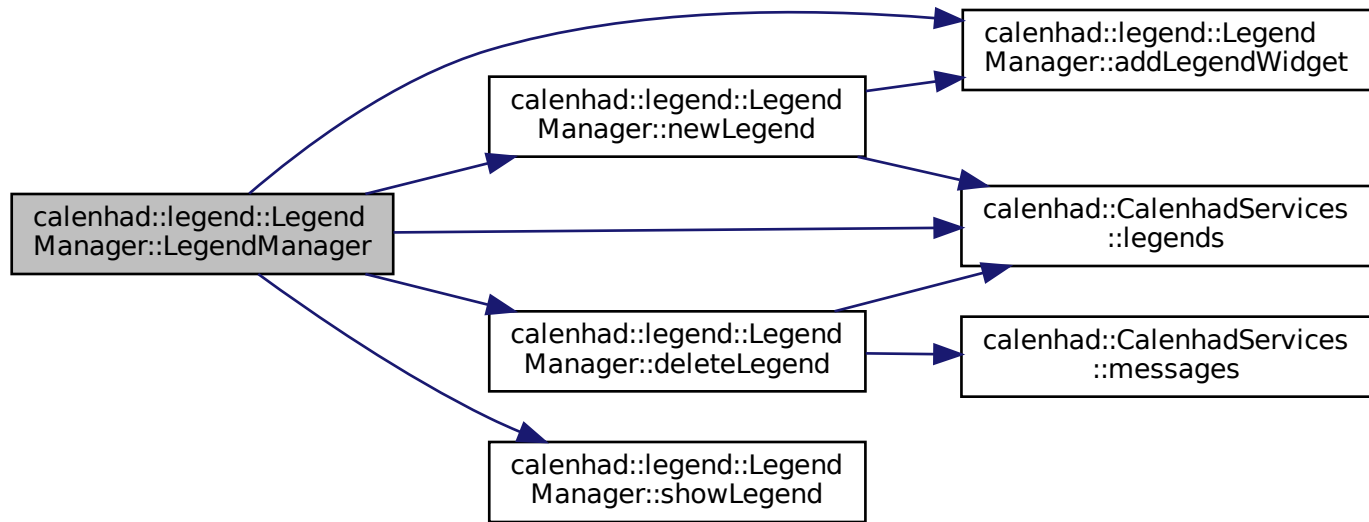 calenhad::legend::Legend
Manager::LegendManager
calenhad::legend::Legend
Manager::newLegend
calenhad::legend::Legend
Manager::deleteLegend
calenhad::legend::Legend
Manager::showLegend
calenhad::legend::Legend
Manager::addLegendWidget
calenhad::CalenhadServices
::legends
calenhad::CalenhadServices
::messages